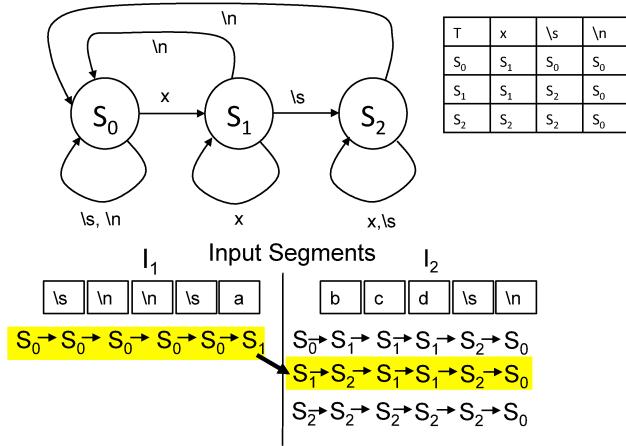 \n
\n
x
\s
S0
S1
S2
\s, \n
x
x,\s
T x \s \n
S0 S1 S0 S0
S1 S1 S2 S0
S2 S2 S2 S0
Input Segments
I1
I2
\s \n \n \s a
b c d \s \n
S0 S0 S0 S0 S0 S1
S0 S1 S1 S1 S2 S0
S1 S2 S1 S1 S2 S0
S2 S2 S2 S2 S2 S0